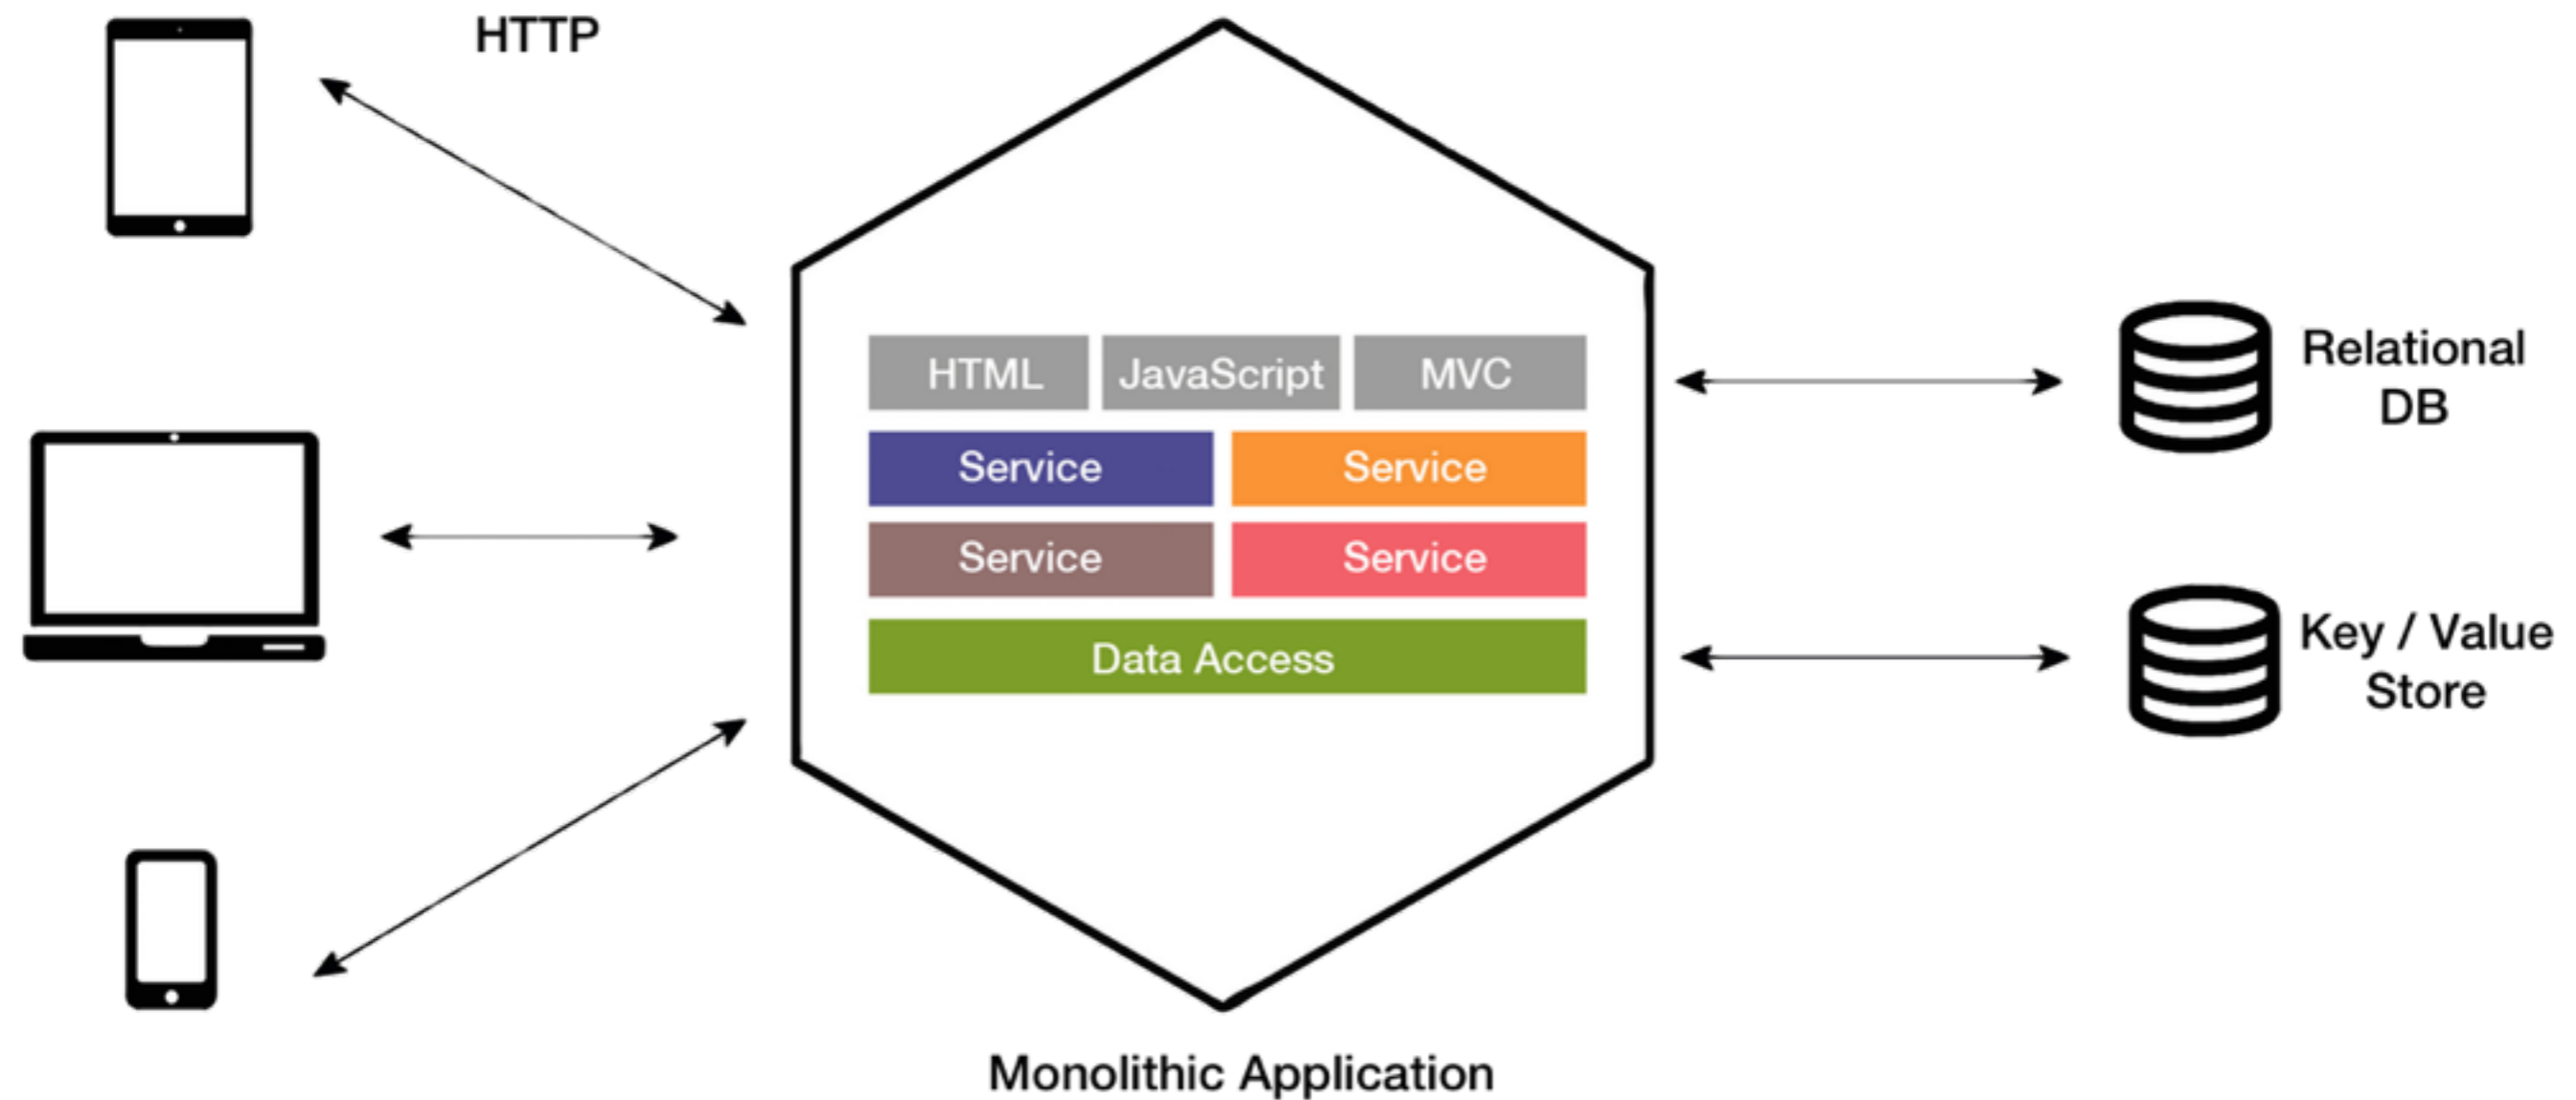 HTTP
HTML JavaScript MVC
Service Service
Service Service
Data Access
Relational
DB
Key / Value
Store
Monolithic Application